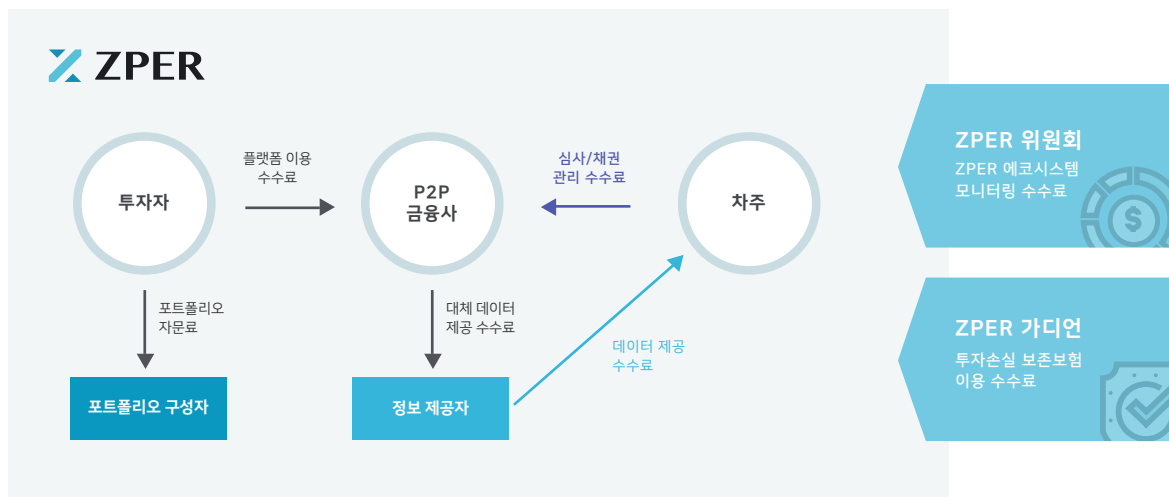 ZPER
투자자
플랫폼 이용
수수료
P2P
금융사
심사/채권
관리 수수료
차주
포트폴리오
자문료
대체 데이터
제공 수수료
데이터 제공
수수료
포트폴리오 구성자
정보 제공자
ZPER 위원회
ZPER 에코시스템
모니터링 수수료
$
ZPER 가디언
투자손실 보존보험
이용 수수료